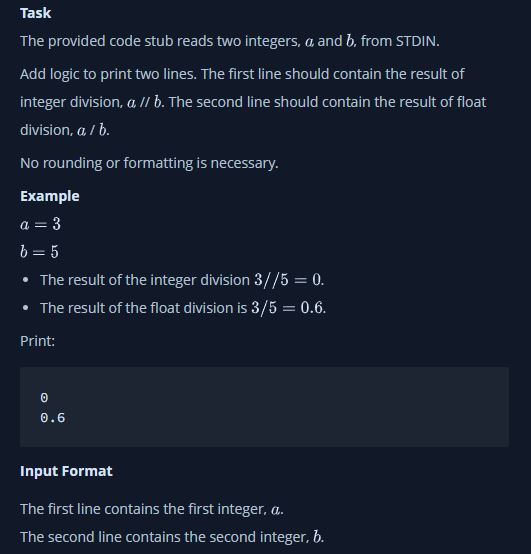 Task
The provided code stub reads two integers, a and b, from STDIN.
Add logic to print two lines. The first line should contain the result of
integer division, a // b. The second line should contain the result of float
division, a / b.
No rounding or formatting is necessary.
Example
a = 3
b = 5
• The result of the integer division 3//5 = 0.
• The result of the float division is 3/5 = 0.6.
Print:
0
0.6
Input Format
The first line contains the first integer, a.
The second line contains the second integer, b.